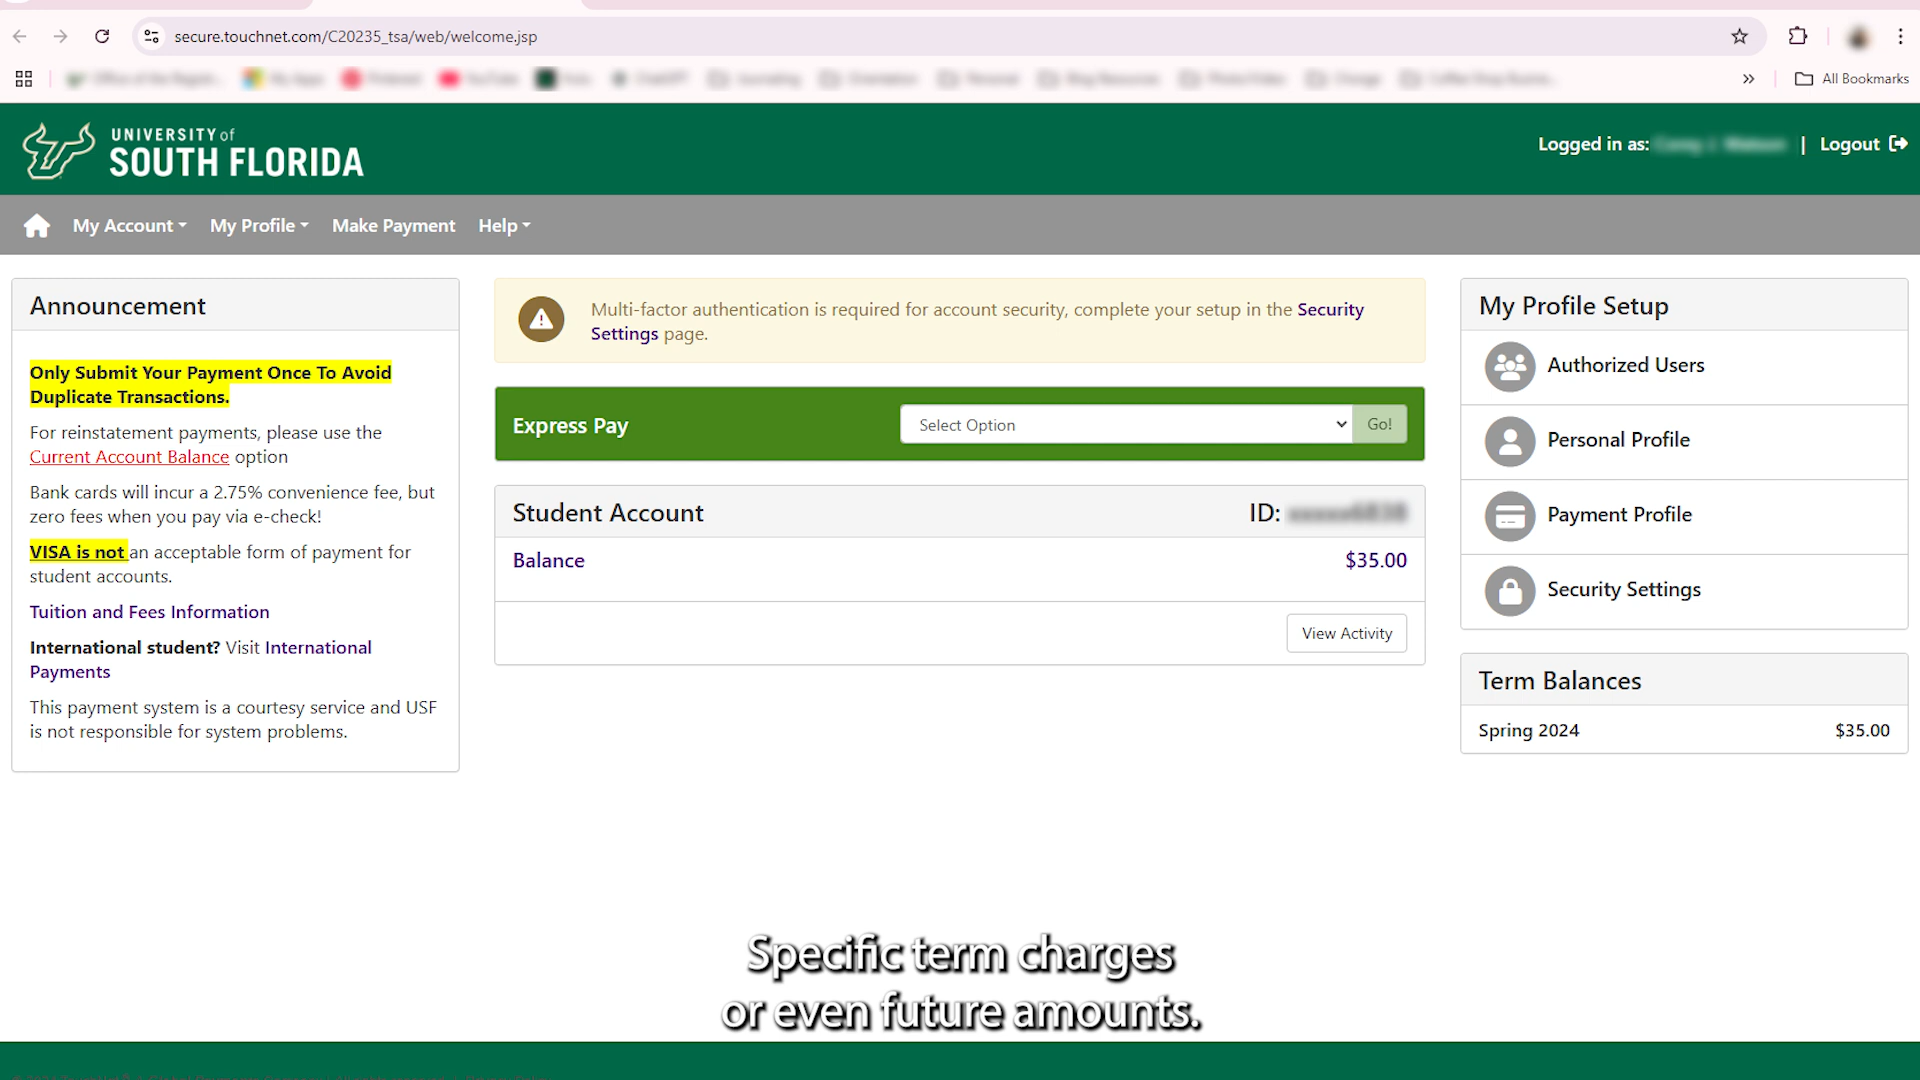 secure.touchnet.com/C20235_tsa/web/welcome.jsp
All Bookmarks
UNIVERSITY of
SOUTH FLORIDA
Logged in as:
| Logout
My Account
My Profile
Make Payment
Help
Announcement
Only Submit Your Payment Once To Avoid
Duplicate Transactions.
For reinstatement payments, please use the
Current Account Balance option
Bank cards will incur a 2.75% convenience fee, but
zero fees when you pay via e-check!
VISA is not an acceptable form of payment for
student accounts.
Tuition and Fees Information
International student? Visit International
Payments
This payment system is a courtesy service and USF
is not responsible for system problems.
Multi-factor authentication is required for account security, complete your setup in the Security
Settings page.
Express Pay
Select Option
Go!
Student Account
ID:
Balance
$35.00
View Activity
My Profile Setup
Authorized Users
Personal Profile
Payment Profile
Security Settings
Term Balances
Spring 2024
$35.00
Specific term charges
or even future amounts.